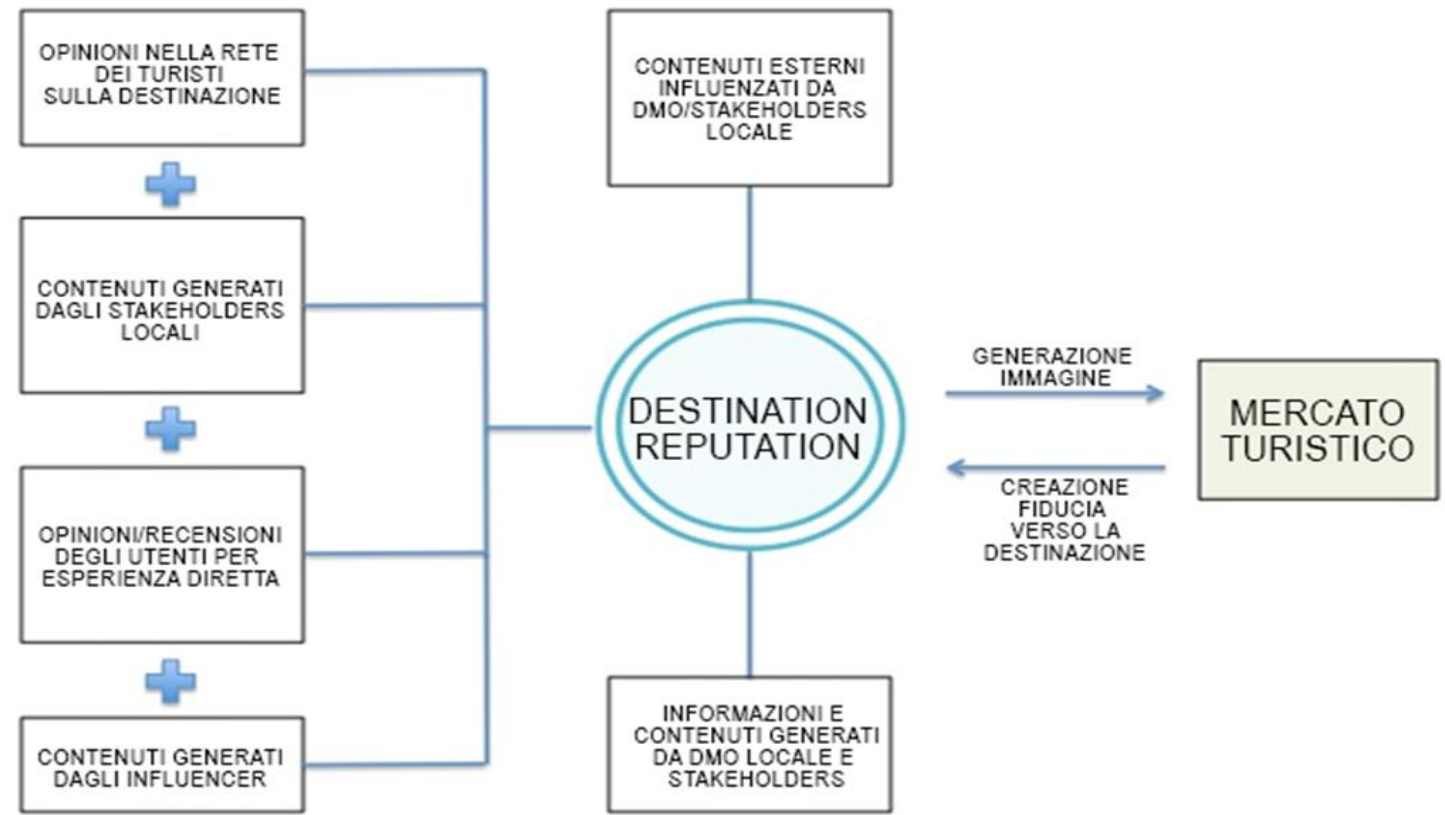 OPINIONI NELLA RETE
DEI TURISTI
SULLA DESTINAZIONE
CONTENUTI GENERATI
DAGLI STAKEHOLDERS
LOCALI
OPINIONI/RECENSIONI
DEGLI UTENTI PER
ESPERIENZA DIRETTA
CONTENUTI GENERATI
DAGLI INFLUENCER
CONTENUTI ESTERNI
INFLUENZATI DA
DMO/STAKEHOLDERS
LOCALE
DESTINATION
REPUTATION
INFORMAZIONI E
CONTENUTI GENERATI
DA DMO LOCALE E
STAKEHOLDERS
GENERAZIONE
IMMAGINE
CREAZIONE
FIDUCIA
VERSO LA
DESTINAZIONE
MERCATO
TURISTICO